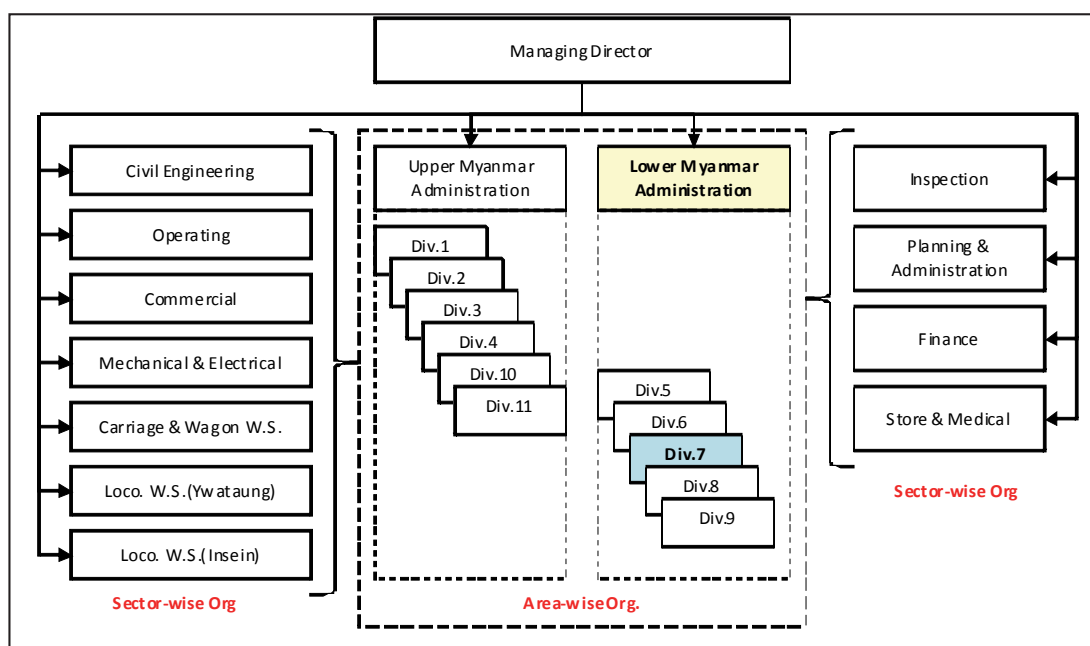 Managing Director
Civil Engineering
Operating
Commercial
Mechanical & Electrical
Carriage & Wagon W.S.
Loco. W.S.(Ywataung)
Loco. W.S.(Insein)
Sector-wise Org
Upper Myanmar
Administration
Div.1
Div.2
Div.3
Div.4
Div.10
Div.11
Lower Myanmar
Administration
Div.5
Div.6
Div.7
Div.8
Div.9
Area-wise Org.
Inspection
Planning &
Administration
Finance
Store & Medical
Sector-wise Org